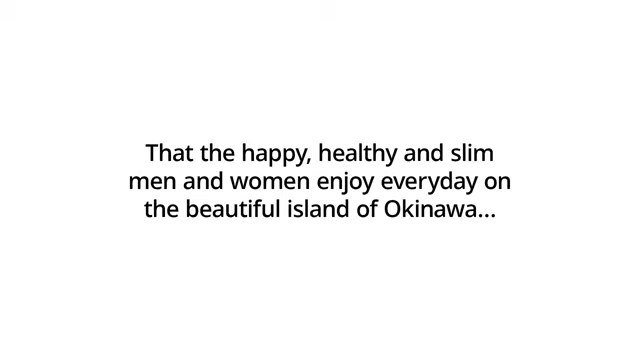 That the happy, healthy and slim
men and women enjoy everyday on
the beautiful island of Okinawa...